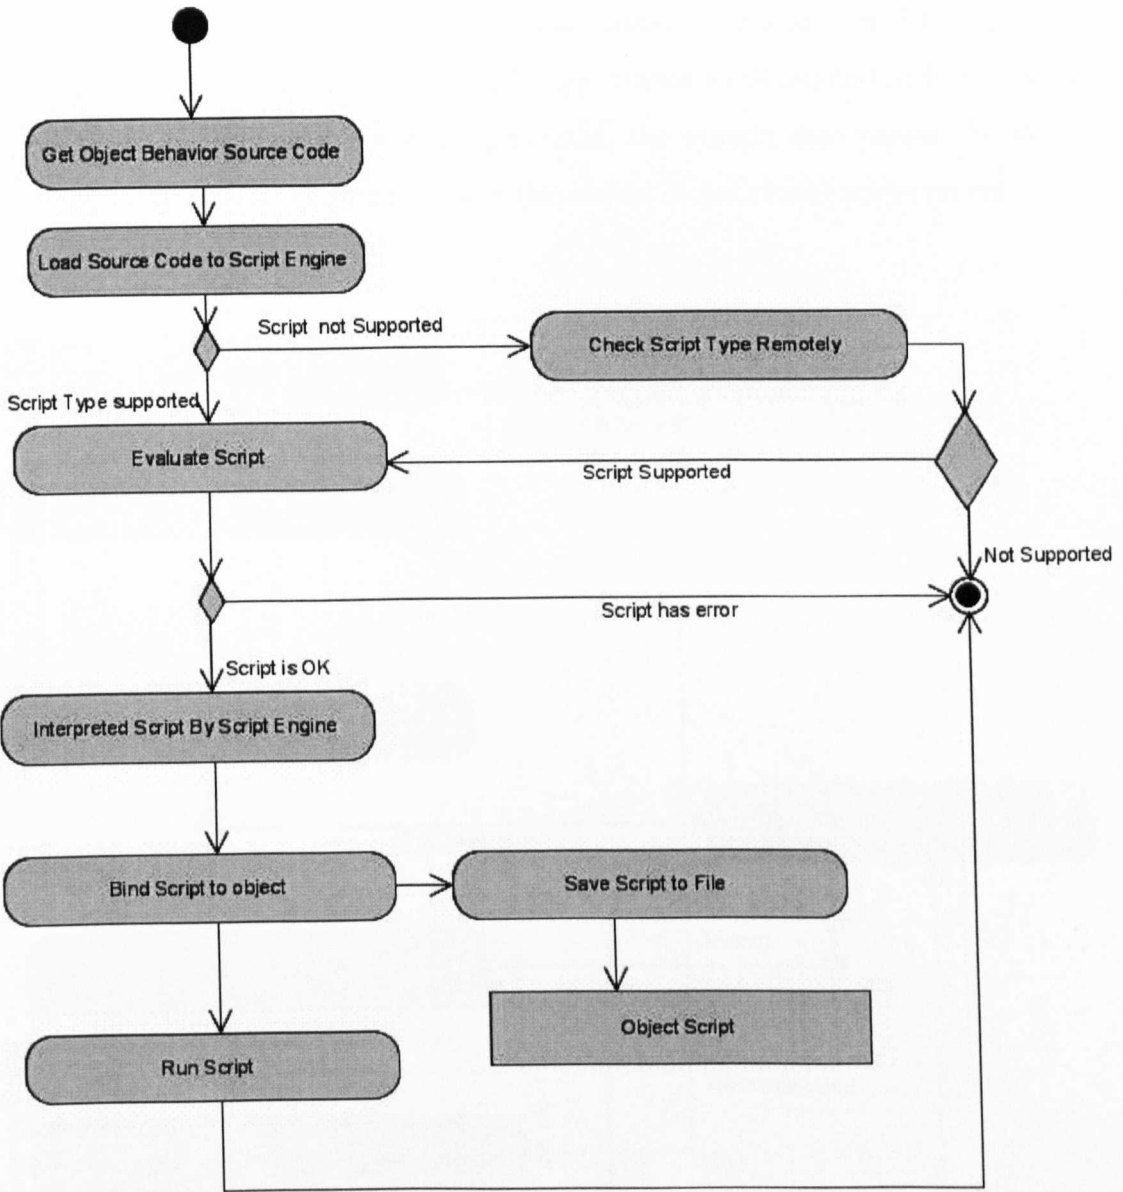 Get Object Behavior Source Code
Load Source Code to Script Engine
Script not Supported
Check Script Type Remotely
Script Type supported
Evaluate Script
Script Supported
Not Supported
Script has error
Script is OK
Interpreted Script By Script Engine
Bind Script to object
Save Script to File
Object Script
Run Script